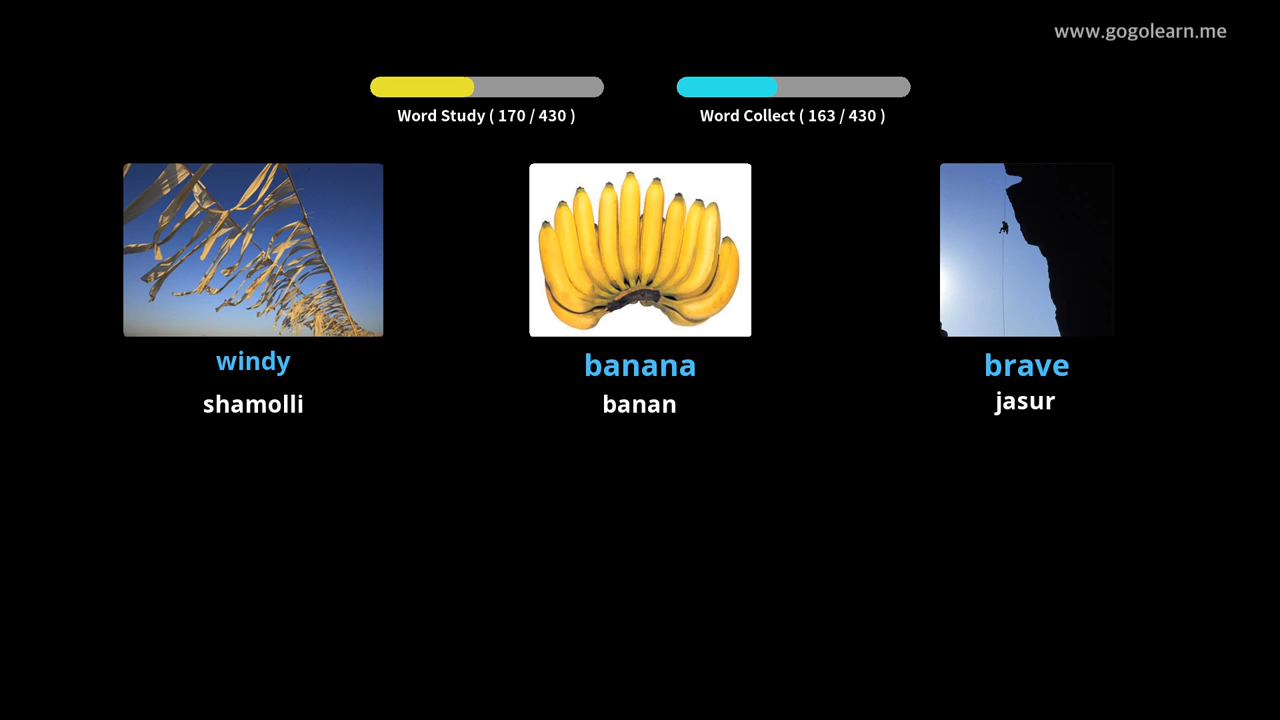 www.gogolearn.me
Word Study ( 170 / 430 )
Word Collect ( 163 / 430 )
windy
banana
brave
shamolli
banan
jasur